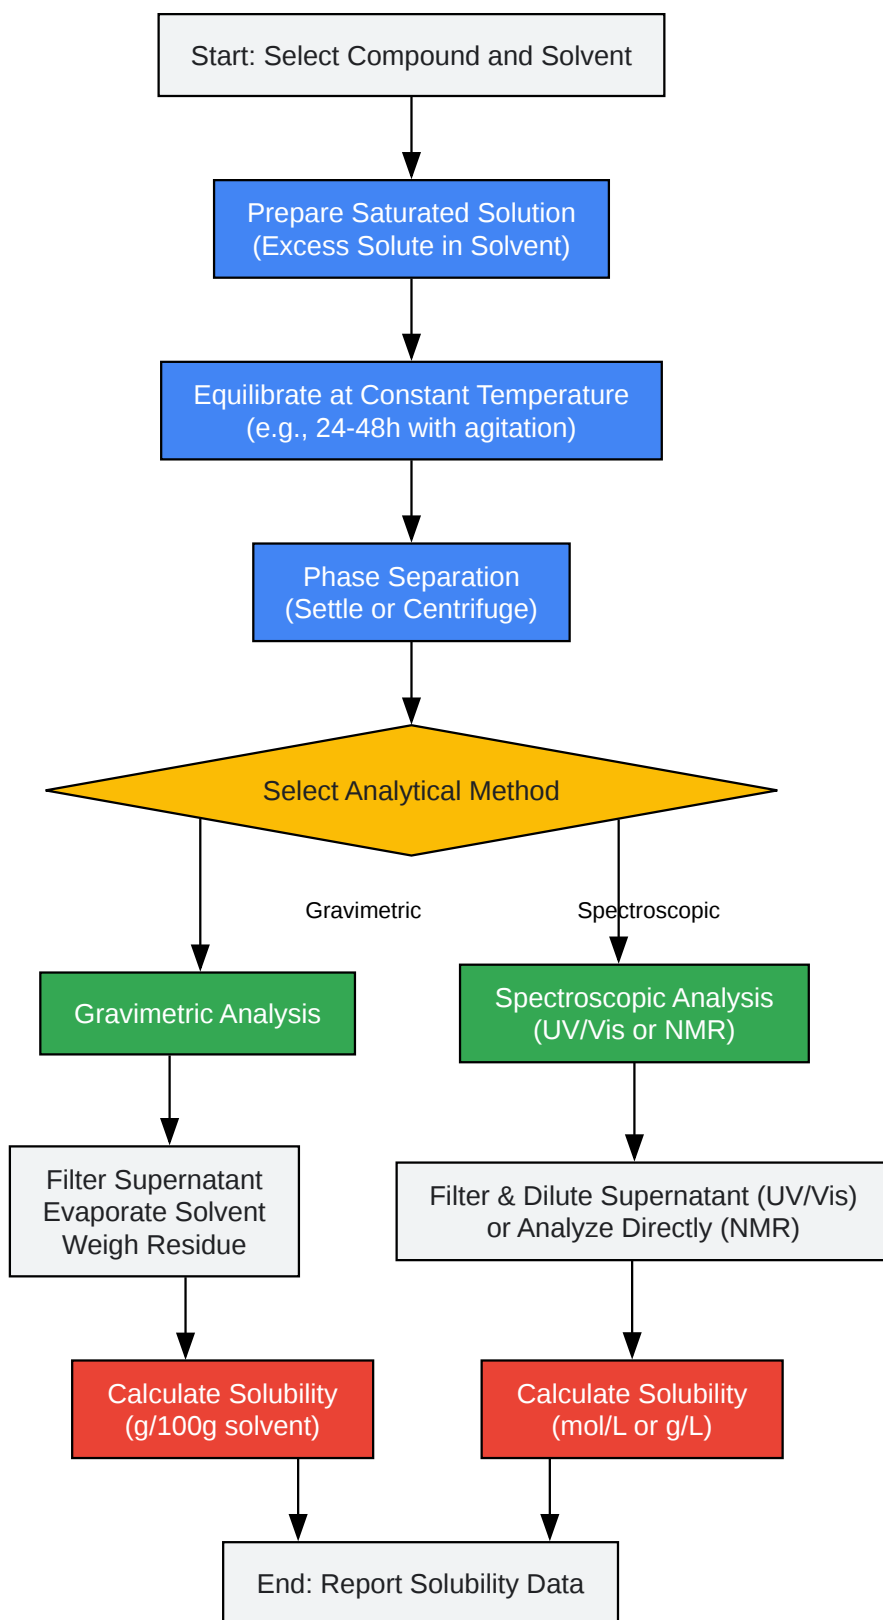 Start: Select Compound and Solvent
Prepare Saturated Solution
(Excess Solute in Solvent)
Equilibrate at Constant Temperature
(e.g., 24-48h with agitation)
Phase Separation
(Settle or Centrifuge)
Select Analytical Method
Gravimetric
Spectroscopic
Gravimetric Analysis
Spectroscopic Analysis
(UV/Vis or NMR)
Filter Supernatant
Evaporate Solvent
Weigh Residue
Filter & Dilute Supernatant (UV/Vis)
or Analyze Directly (NMR)
Calculate Solubility
(g/100g solvent)
Calculate Solubility
(mol/L or g/L)
End: Report Solubility Data